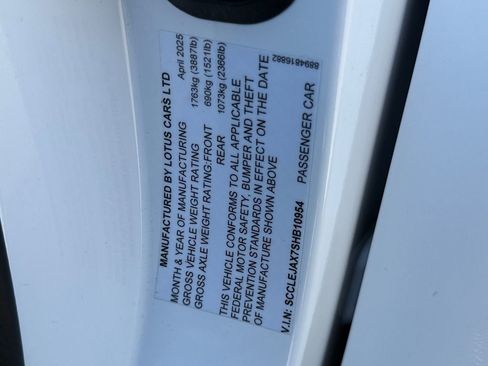 MANUFACTURED BY LOTUS CARS LTD
MONTH & YEAR OF MANUFACTURING April 2025
GROSS VEHICLE WEIGHT RATING 1763kg (3887lb)
GROSS AXLE WEIGHT RATING:FRONT 690kg (1521lb)
REAR 1073kg (2366lb)
THIS VEHICLE CONFORMS TO ALL APPLICABLE
FEDERAL MOTOR SAFETY, BUMPER AND THEFT
PREVENTION STANDARDS IN EFFECT ON THE DATE
OF MANUFACTURE SHOWN ABOVE
8894816882
V.I.N: SCCLEJAX7SHB10954 PASSENGER CAR